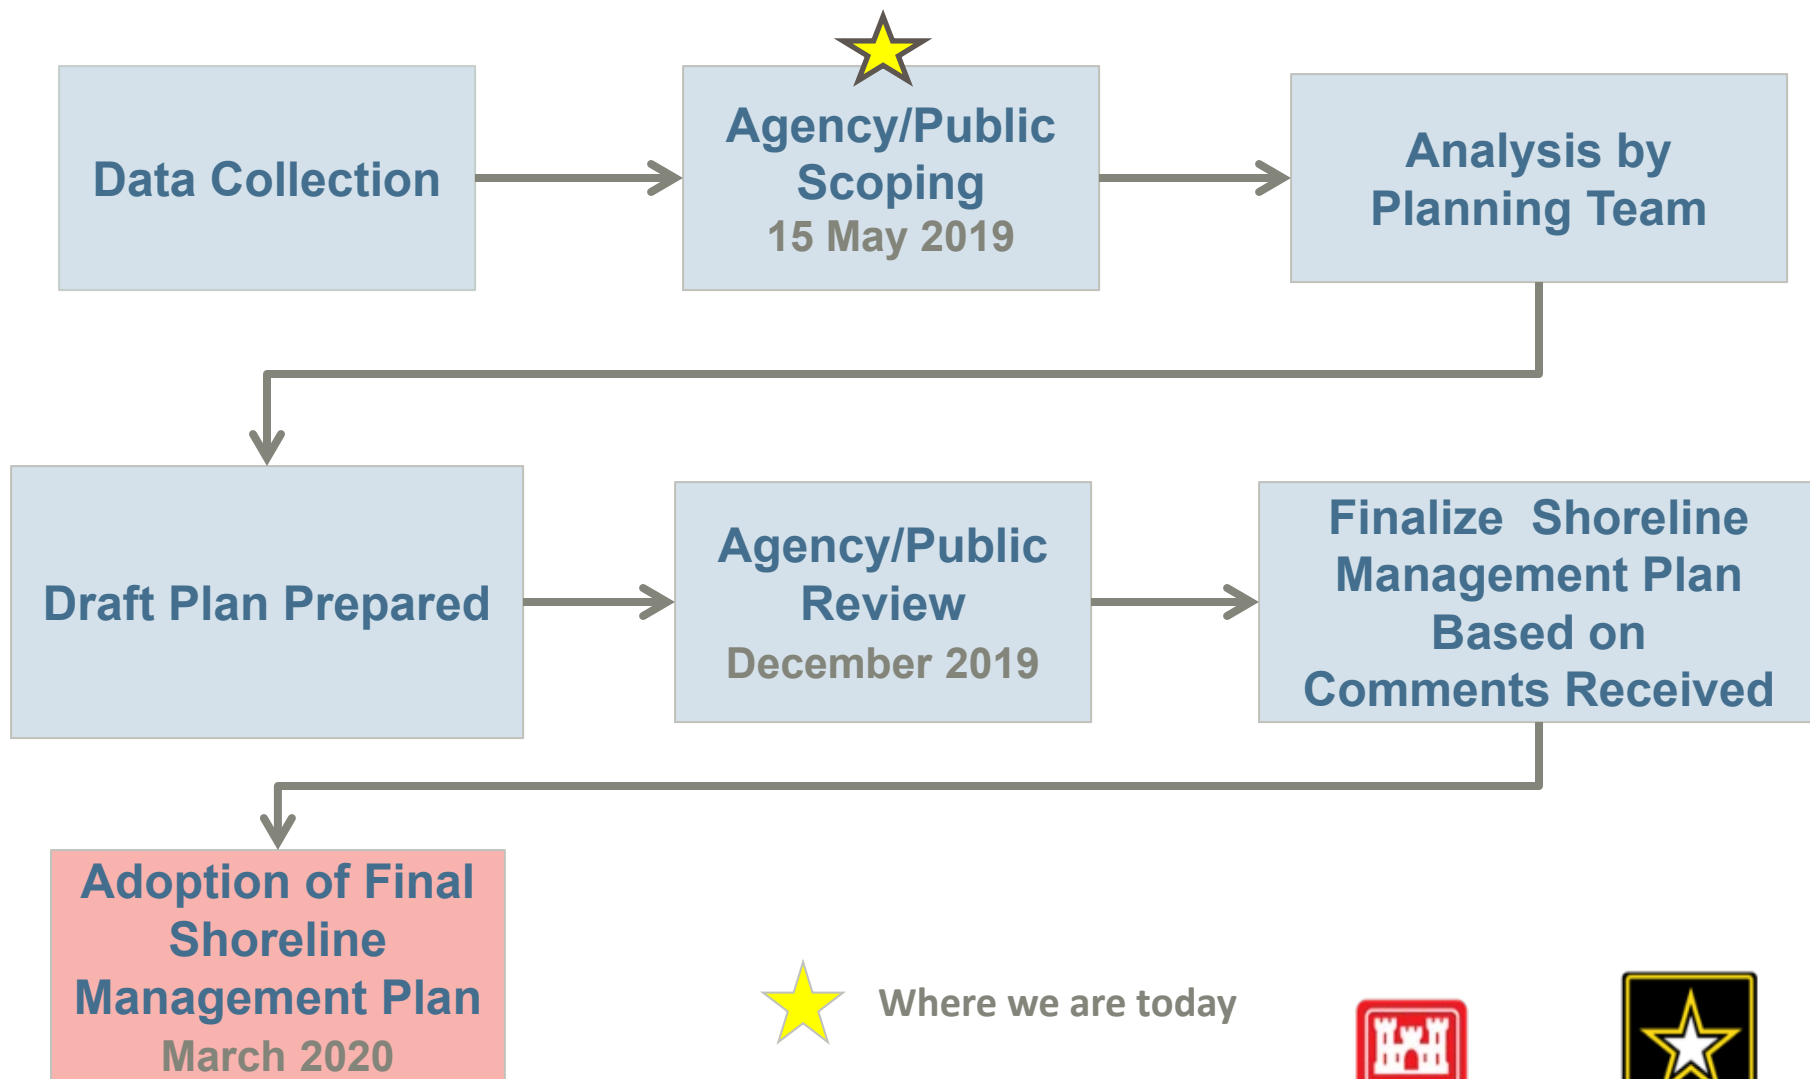 Data Collection
Agency/Public
Scoping
15 May 2019
Analysis by
Planning Team
Draft Plan Prepared
Agency/Public
Review
December 2019
Finalize  Shoreline
Management Plan
Based on
Comments Received
Adoption of Final
Shoreline
Management Plan
March 2020
Where we are today